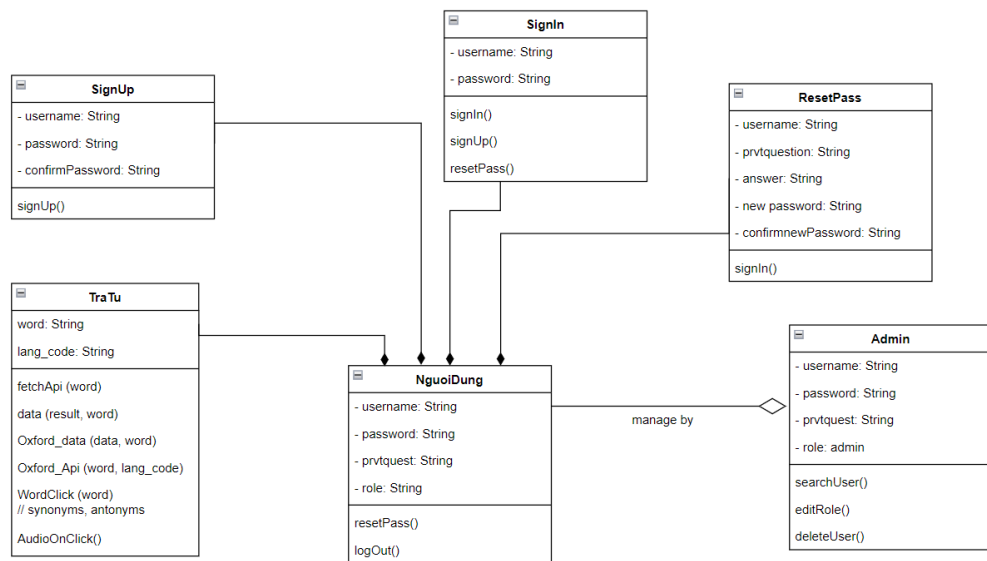 SignIn
- username: String
- password: String
signIn()
signUp()
resetPass()
SignUp
- username: String
- password: String
- confirmPassword: String
signUp()
ResetPass
- username: String
- prvtquestion: String
- answer: String
- new password: String
- confirmnewPassword: String
signIn()
TraTu
word: String
lang_code: String
fetchApi (word)
data (result, word)
Oxford_data (data, word)
Oxford_Api (word, lang_code)
WordClick (word)
// synonyms, antonyms
AudioOnClick()
NguoiDung
- username: String
- password: String
- prvtquest: String
- role: String
resetPass()
logOut()
manage by
Admin
- username: String
- password: String
- prvtquest: String
- role: admin
searchUser()
editRole()
deleteUser()